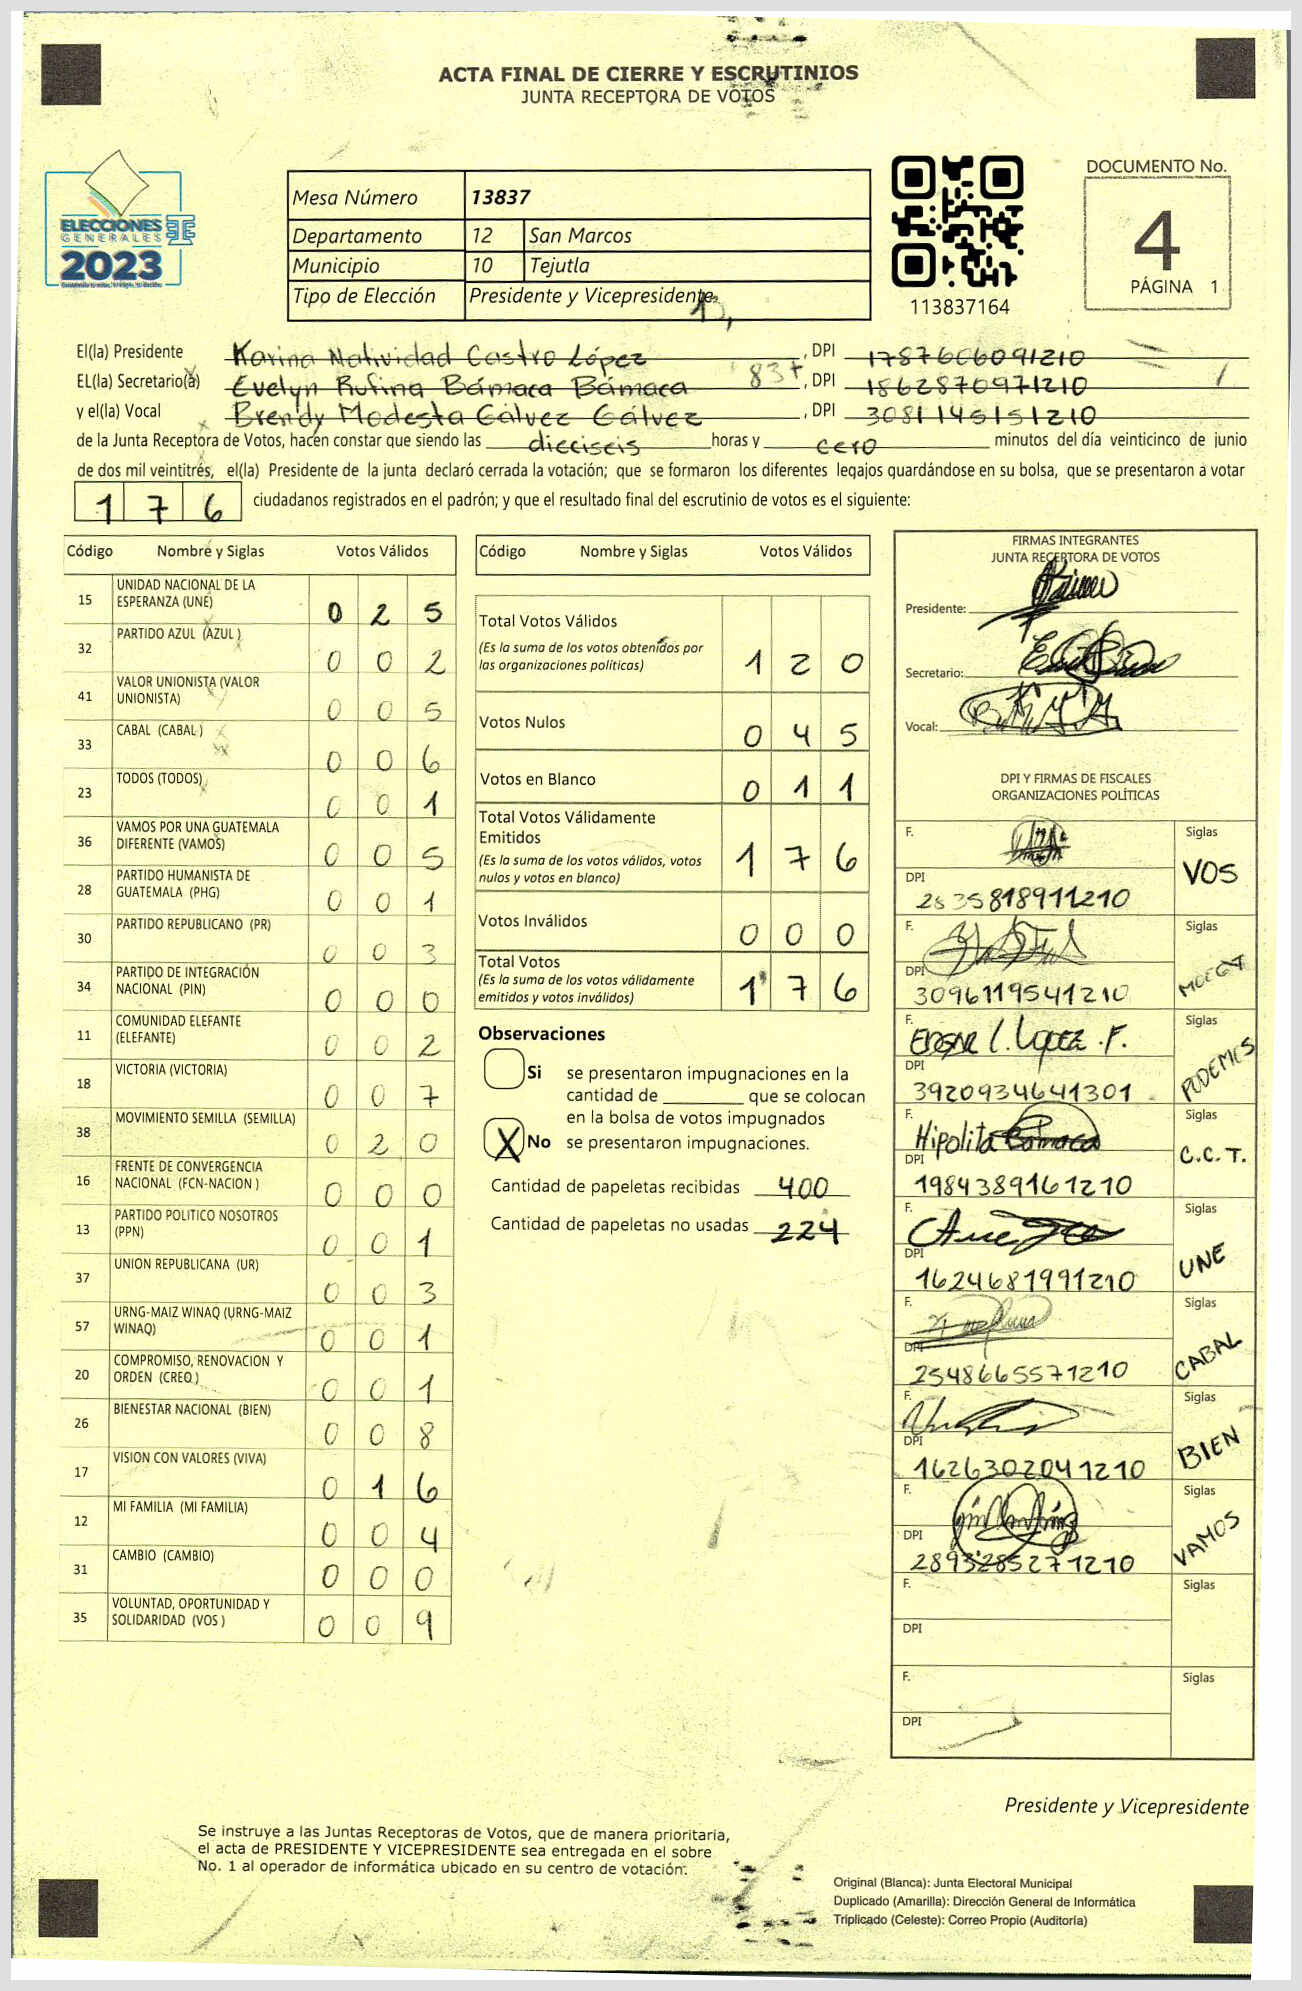 ACTA FINAL DE CIERRE Y ESCRUTINIOS
JUNTA RECEPTORA DE VOTOS
ELECCIONES
GENERALES
2023
Mesa Número 13837
Departamento 12 San Marcos
Municipio 10 Tejutla
Tipo de Elección Presidente y Vicepresidente
113837164
DOCUMENTO No.
4
PÁGINA 1
El(la) Presidente Karina Natividad Castro López, DPI 1787606091210
EL(la) Secretario(a) Evelyn Rufina Bámaca Bámaca 837, DPI 1862870971210
y el(la) Vocal Brendy Modesta Gálvez Gálvez, DPI 3081145151210
de la Junta Receptora de Votos, hacen constar que siendo las dieciseis horas y cero minutos del día veinticinco de junio
de dos mil veintitrés, el(la) Presidente de la junta declaró cerrada la votación; que se formaron los diferentes legajos quardándose en su bolsa, que se presentaron a votar
176 ciudadanos registrados en el padrón; y que el resultado final del escrutinio de votos es el siguiente:
Código Nombre y Siglas Votos Válidos
15 UNIDAD NACIONAL DE LA ESPERANZA (UNE) 0 2 5
32 PARTIDO AZUL (AZUL ) 0 0 2
41 VALOR UNIONISTA (VALOR UNIONISTA) 0 0 5
33 CABAL (CABAL ) 0 0 6
23 TODOS (TODOS) 0 0 1
36 VAMOS POR UNA GUATEMALA DIFERENTE (VAMOS) 0 0 5
28 PARTIDO HUMANISTA DE GUATEMALA (PHG) 0 0 1
30 PARTIDO REPUBLICANO (PR) 0 0 3
34 PARTIDO DE INTEGRACIÓN NACIONAL (PIN) 0 0 0
11 COMUNIDAD ELEFANTE (ELEFANTE) 0 0 2
18 VICTORIA (VICTORIA) 0 0 7
38 MOVIMIENTO SEMILLA (SEMILLA) 0 2 0
16 FRENTE DE CONVERGENCIA NACIONAL (FCN-NACION ) 0 0 0
13 PARTIDO POLITICO NOSOTROS (PPN) 0 0 1
37 UNION REPUBLICANA (UR) 0 0 3
57 URNG-MAIZ WINAQ (URNG-MAIZ WINAQ) 0 0 1
20 COMPROMISO, RENOVACION Y ORDEN (CREO ) 0 0 1
26 BIENESTAR NACIONAL (BIEN) 0 0 8
17 VISION CON VALORES (VIVA) 0 1 6
12 MI FAMILIA (MI FAMILIA) 0 0 4
31 CAMBIO (CAMBIO) 0 0 0
35 VOLUNTAD, OPORTUNIDAD Y SOLIDARIDAD (VOS ) 0 0 9
Código Nombre y Siglas Votos Válidos
Total Votos Válidos 1 2 0
(Es la suma de los votos obtenidos por
las organizaciones políticas)
Votos Nulos 0 4 5
Votos en Blanco 0 1 1
Total Votos Válidamente
Emitidos 1 7 6
(Es la suma de los votos válidos, votos
nulos y votos en blanco)
Votos Inválidos 0 0 0
Total Votos 1 7 6
(Es la suma de los votos válidamente
emitidos y votos inválidos)
Observaciones
Si se presentaron impugnaciones en la
cantidad de ________ que se colocan
en la bolsa de votos impugnados
X No se presentaron impugnaciones.
Cantidad de papeletas recibidas 400
Cantidad de papeletas no usadas 224
FIRMAS INTEGRANTES
JUNTA RECEPTORA DE VOTOS
Presidente:
Secretario:
Vocal:
DPI Y FIRMAS DE FISCALES
ORGANIZACIONES POLÍTICAS
F. Siglas VOS
DPI 2835818911210
F. Siglas
DPI 3096119541210
F. EDGAR L. LOPEZ .F. Siglas PODEMOS
DPI 3920934641301
F. Hipolita Bámaca Siglas C.C.T.
DPI 1984389161210
F. Siglas UNE
DPI 1624681991210
F. Siglas CABAL
DPI 2548665571210
F. Siglas BIEN
DPI 1626302041210
F. Siglas VAMOS
DPI 2893285271210
F. Siglas
DPI
F. Siglas
DPI
Presidente y Vicepresidente
Se instruye a las Juntas Receptoras de Votos, que de manera prioritaria,
el acta de PRESIDENTE Y VICEPRESIDENTE sea entregada en el sobre
No. 1 al operador de informática ubicado en su centro de votación.
Original (Blanca): Junta Electoral Municipal
Duplicado (Amarilla): Dirección General de Informática
Triplicado (Celeste): Correo Propio (Auditoría)